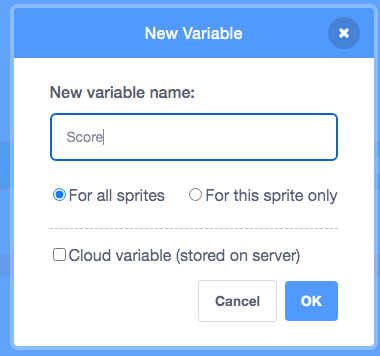 New Variable
New variable name:
Score
For all sprites For this sprite only
Cloud variable (stored on server)
Cancel OK